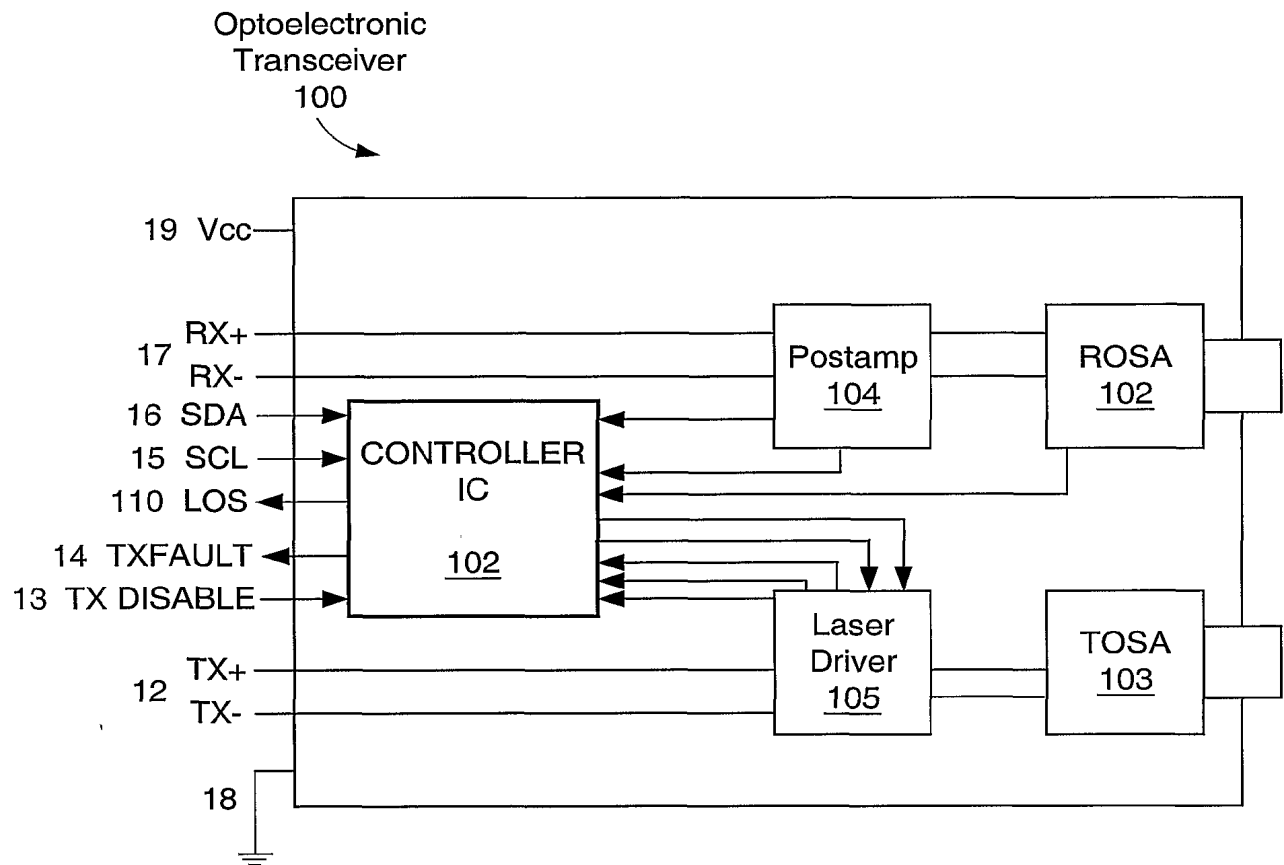 Optoelectronic
Transceiver
100
19 Vcc
RX+
17
RX-
16 SDA
15 SCL
110 LOS
14 TXFAULT
13 TX DISABLE
TX+
12
TX-
18
CONTROLLER
IC
102
Postamp
104
ROSA
102
Laser
Driver
105
TOSA
103